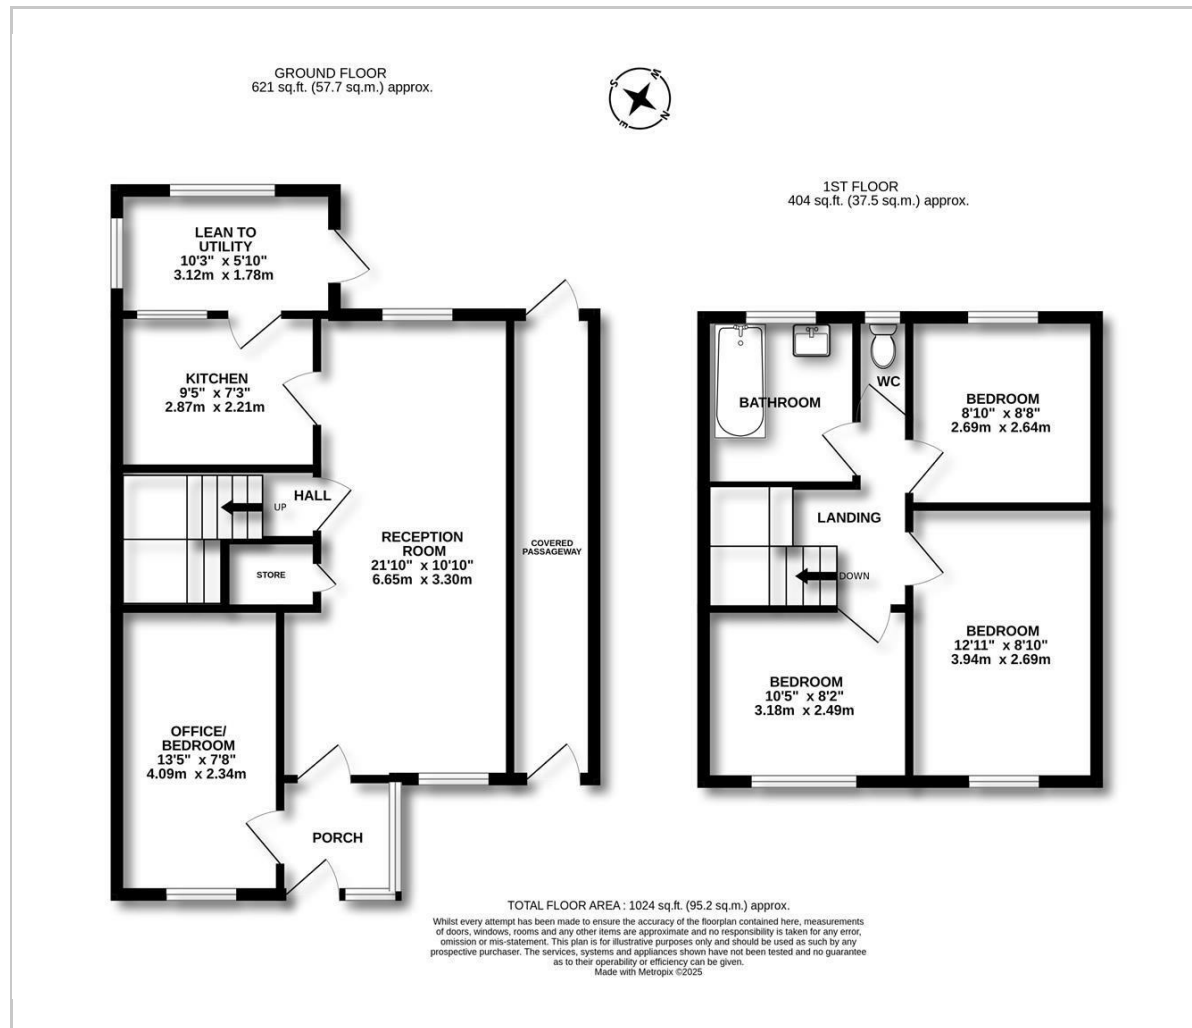 GROUND FLOOR
621 sq.ft. (57.7 sq.m.) approx.
S
W
N
E
1ST FLOOR
404 sq.ft. (37.5 sq.m.) approx.
LEAN TO
UTILITY
10'3" x 5'10"
3.12m x 1.78m
KITCHEN
9'5" x 7'3"
2.87m x 2.21m
HALL
UP
STORE
RECEPTION
ROOM
21'10" x 10'10"
6.65m x 3.30m
COVERED
PASSAGEWAY
OFFICE/
BEDROOM
13'5" x 7'8"
4.09m x 2.34m
PORCH
BATHROOM
WC
BEDROOM
8'10" x 8'8"
2.69m x 2.64m
LANDING
DOWN
BEDROOM
12'11" x 8'10"
3.94m x 2.69m
BEDROOM
10'5" x 8'2"
3.18m x 2.49m
TOTAL FLOOR AREA : 1024 sq.ft. (95.2 sq.m.) approx.
Whilst every attempt has been made to ensure the accuracy of the floorplan contained here, measurements
of doors, windows, rooms and any other items are approximate and no responsibility is taken for any error,
omission or mis-statement. This plan is for illustrative purposes only and should be used as such by any
prospective purchaser. The services, systems and appliances shown have not been tested and no guarantee
as to their operability or efficiency can be given.
Made with Metropix ©2025